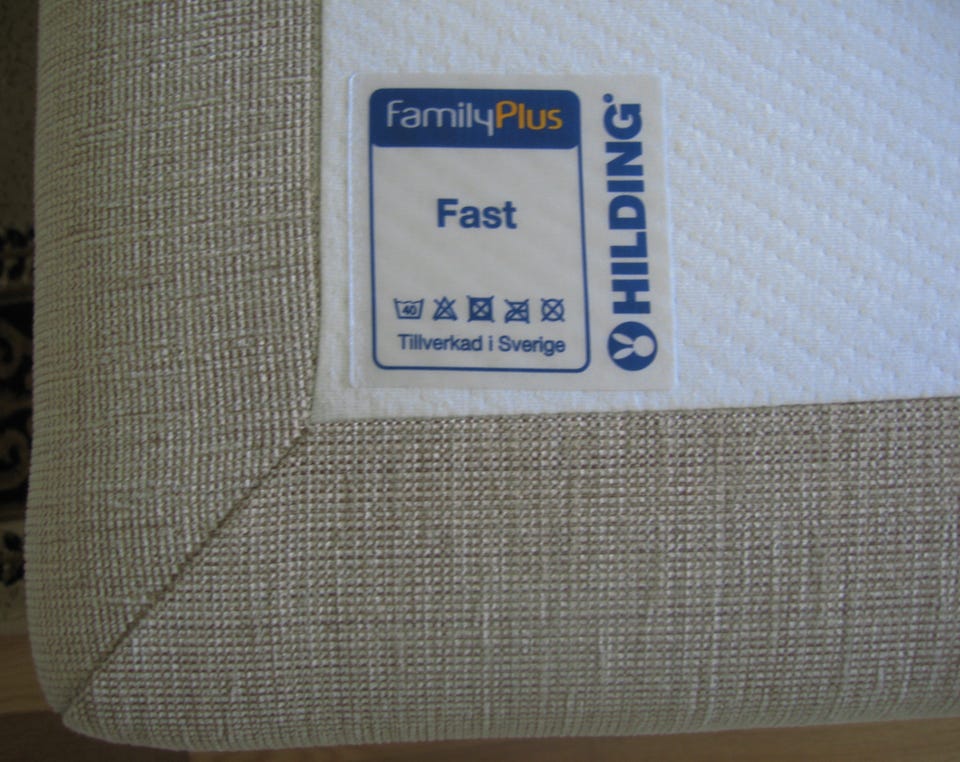 FamilyPlus
Fast
40
Tillverkad i Sverige
HILDING